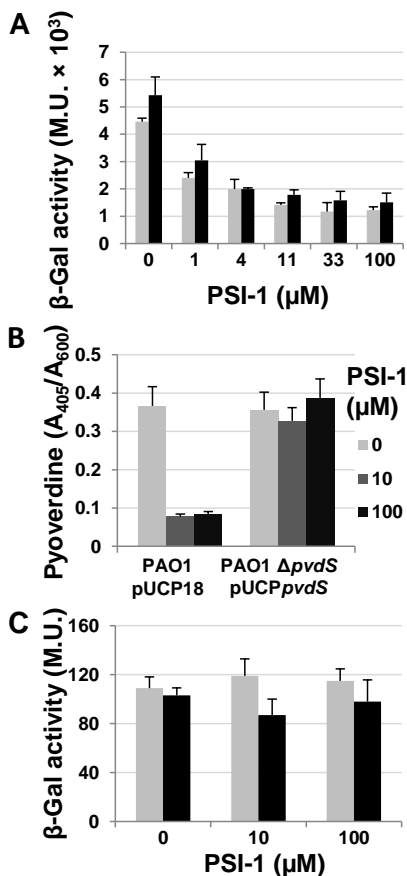 A
β-Gal activity (M.U. × 10³)
7
6
5
4
3
2
1
0
0 1 4 11 33 100
PSI-1 (µM)
B
Pyoverdine (A₄₀₅/A₆₀₀)
0.4
0.3
0.2
0.1
0
PAO1 PAO1 ΔpvdS
pUCP18 pUCPpvdS
PSI-1
(µM)
0
10
100
C
β-Gal activity (M.U.)
160
120
80
40
0
0 10 100
PSI-1 (µM)